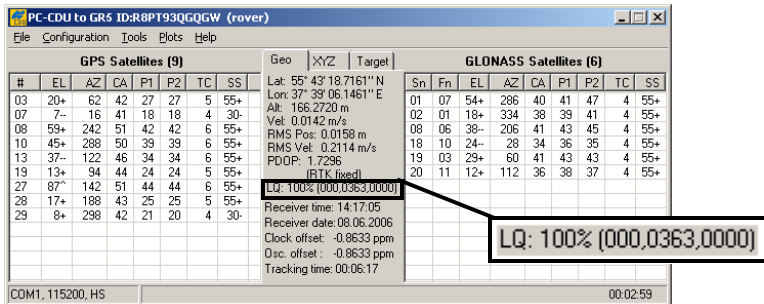 PC-CDU to GR5 ID:R8PT93QGQGW (rover)
File Configuration Tools Plots Help
GPS Satellites (9)
# EL AZ CA P1 P2 TC SS
03 20+ 62 42 27 27 5 55+
07 7-- 16 41 18 18 4 30-
08 59+ 242 51 42 42 6 55+
10 45+ 288 50 39 39 6 55+
13 37-- 122 46 34 34 6 55+
19 13+ 94 44 24 24 5 55+
27 87^ 142 51 44 44 6 55+
28 17+ 188 43 25 25 5 55+
29 8+ 298 42 21 20 4 30-
Geo XYZ Target
Lat: 55° 43' 18.7161'' N
Lon: 37° 39' 06.1461'' E
Alt: 166.2720 m
Vel: 0.0142 m/s
RMS Pos: 0.0158 m
RMS Vel: 0.2114 m/s
PDOP: 1.7296
(RTK fixed)
LQ: 100% (000,0363,0000)
Receiver time: 14:17:05
Receiver date: 08.06.2006
Clock offset: -0.8633 ppm
Osc. offset: -0.8633 ppm
Tracking time: 00:06:17
GLONASS Satellites (6)
Sn Fn EL AZ CA P1 P2 TC SS
01 07 54+ 286 40 41 47 4 55+
02 01 18+ 334 38 39 41 4 55+
08 06 38-- 206 41 43 45 4 55+
18 10 24-- 28 34 36 35 4 55+
19 03 29+ 60 41 43 43 4 55+
20 11 12+ 112 36 38 37 4 55+
LQ: 100% (000,0363,0000)
COM1, 115200, HS
00:02:59